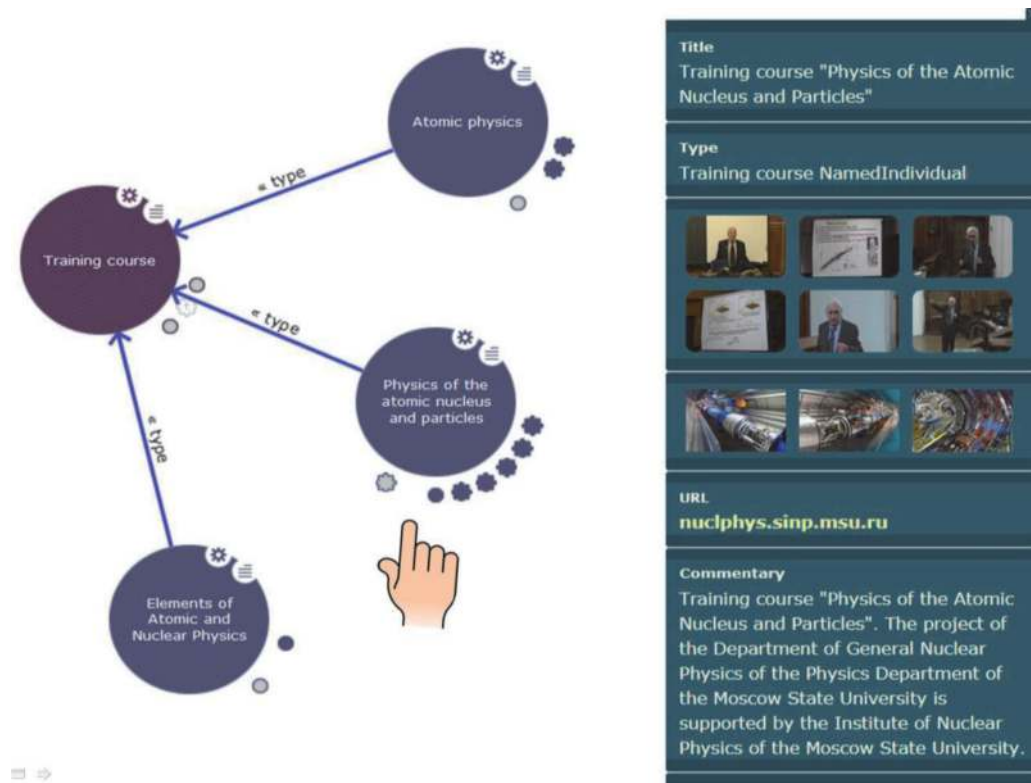 Atomic physics
« type
Training course
« type
Physics of the
atomic nucleus
and particles
« type
Elements of
Atomic and
Nuclear Physics
Title
Training course "Physics of the Atomic
Nucleus and Particles"
Type
Training course NamedIndividual
URL
nuclphys.sinp.msu.ru
Commentary
Training course "Physics of the Atomic
Nucleus and Particles". The project of
the Department of General Nuclear
Physics of the Physics Department of
the Moscow State University is
supported by the Institute of Nuclear
Physics of the Moscow State University.